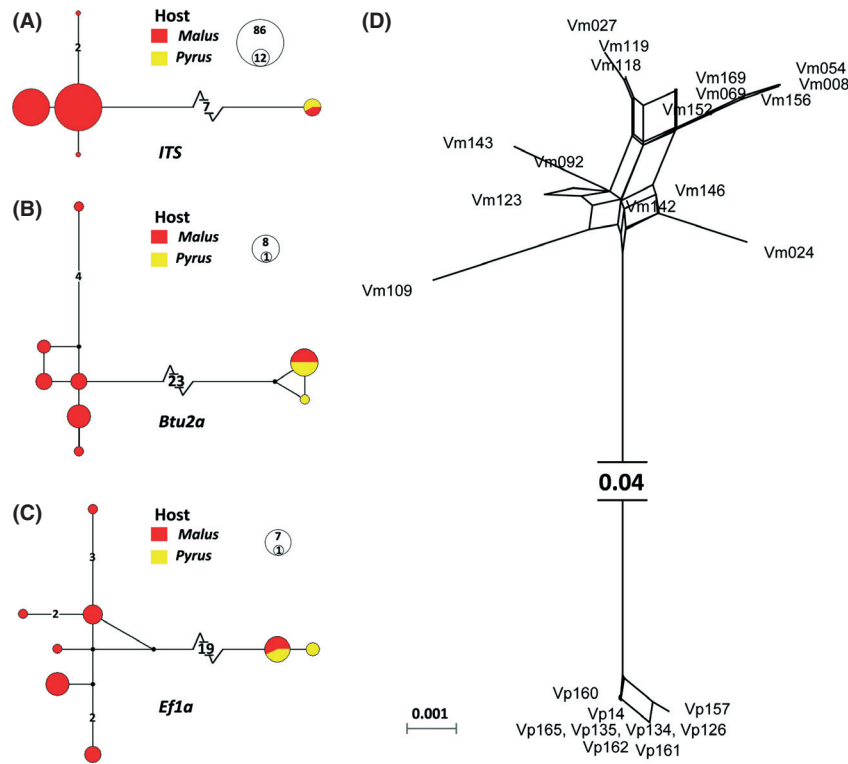 (A)
Host
Malus
Pyrus
86
12
2
7
ITS
(B)
Host
Malus
Pyrus
8
1
4
23
Btu2a
(C)
Host
Malus
Pyrus
7
1
3
2
19
2
Ef1a
(D)
Vm027
Vm119
Vm118
Vm169
Vm054
Vm069
Vm008
Vm152
Vm156
Vm143
Vm092
Vm123
Vm146
Vm142
Vm024
Vm109
0.04
0.001
Vp160
Vp157
Vp14
Vp165, Vp135, Vp134, Vp126
Vp162 Vp161